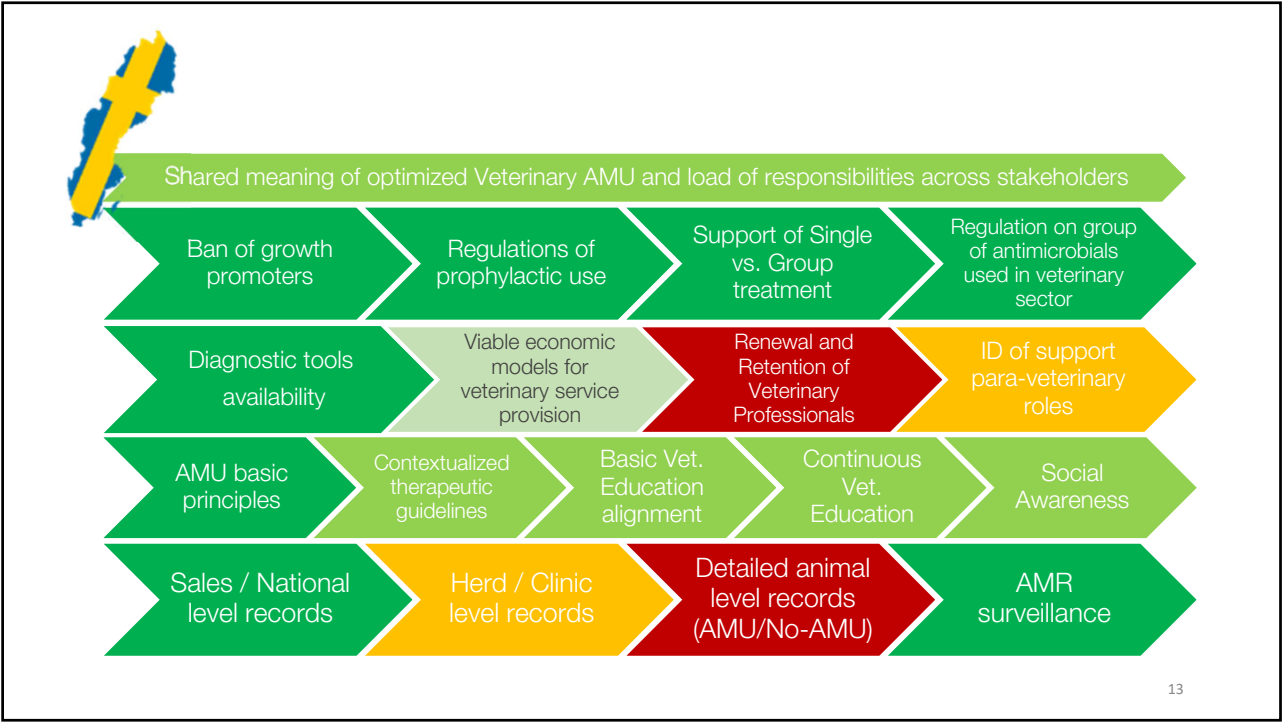 Shared meaning of optimized Veterinary AMU and load of responsibilities across stakeholders
Ban of growth
promoters
Regulations of
prophylactic use
Support of Single
vs. Group
treatment
Regulation on group
of antimicrobials
used in veterinary
sector
Diagnostic tools
availability
Viable economic
models for
veterinary service
provision
Renewal and
Retention of
Veterinary
Professionals
ID of support
para-veterinary
roles
AMU basic
principles
Contextualized
therapeutic
guidelines
Basic Vet.
Education
alignment
Continuous
Vet.
Education
Social
Awareness
Sales / National
level records
Herd / Clinic
level records
Detailed animal
level records
(AMU/No-AMU)
AMR
surveillance
13